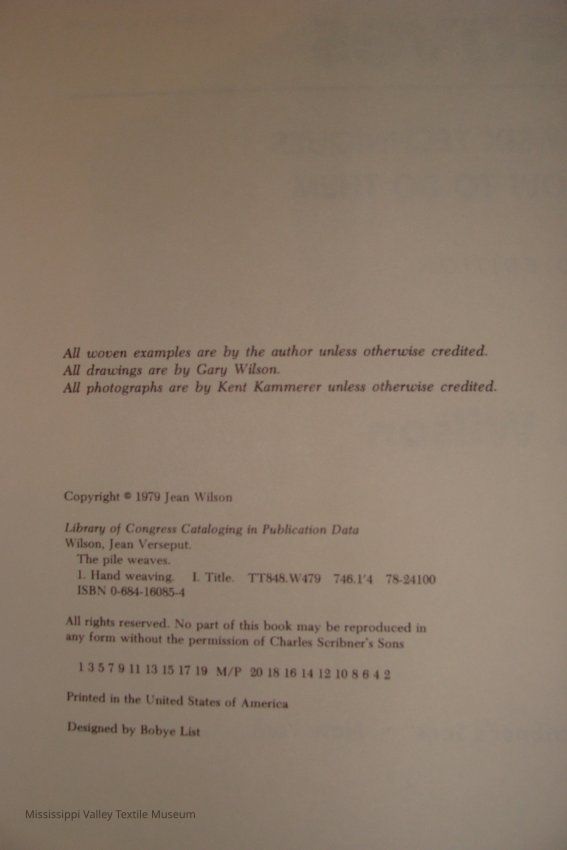 All woven examples are by the author unless otherwise credited.
All drawings are by Gary Wilson.
All photographs are by Kent Kammerer unless otherwise credited.
Copyright © 1979 Jean Wilson
Library of Congress Cataloging in Publication Data
Wilson, Jean Verseput.
The pile weaves.
1. Hand weaving. I. Title. TT848.W479 746.1'4 78-24100
ISBN 0-684-16085-4
All rights reserved. No part of this book may be reproduced in
any form without the permission of Charles Scribner's Sons
1 3 5 7 9 11 13 15 17 19 M/P 20 18 16 14 12 10 8 6 4 2
Printed in the United States of America
Designed by Bobye List
Mississippi Valley Textile Museum